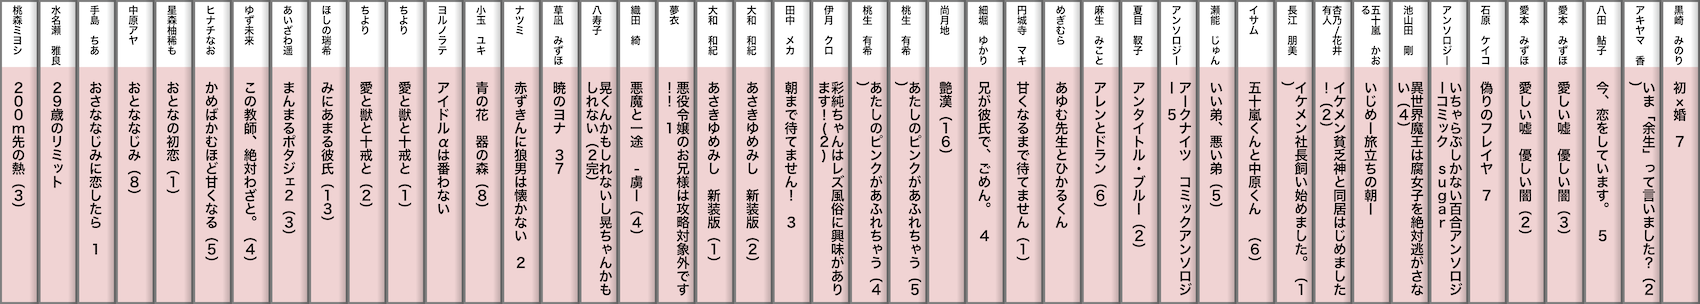 黒崎 みのり
初×婚 7
アキヤマ 香
いま「余生」って言いました？（2
）
八田 鮎子
今、恋をしています。 5
愛本 みずほ
愛しい嘘 優しい闇（3）
愛本 みずほ
愛しい嘘 優しい闇（2）
石原 ケイコ
偽りのフレイヤ 7
アンソロジー
いちゃらぶしかない百合アンソロジ
ーコミック sugar
池山田 剛
異世界魔王は腐女子を絶対逃がさな
い（4）
五十嵐 かお
る
いじめー旅立ちの朝ー
杏乃/花井
有人
イケメン貧乏神と同居はじめました
！（2）
長江 朋美
イケメン社長飼い始めました。（1
）
イサム
五十嵐くんと中原くん （6）
瀬能 じゅん
いい弟、悪い弟（5）
アンソロジー
アークナイツ コミックアンソロジ
ー 5
夏目 靫子
アンタイトル・ブルー（2）
麻生 みこと
アレンとドラン（6）
めぎむら
あゆむ先生とひかるくん
円城寺 マキ
甘くなるまで待てません（1）
細堀 ゆかり
兄が彼氏で、ごめん。 4
尚月地
艶漢（16）
桃生 有希
あたしのピンクがあふれちゃう（5
）
桃生 有希
あたしのピンクがあふれちゃう（4
）
伊月 クロ
彩純ちゃんはレズ風俗に興味があり
ます！（2）
田中 メカ
朝まで待てません！ 3
大和 和紀
あさきゆめみし 新装版（2）
大和 和紀
あさきゆめみし 新装版（1）
夢衣
悪役令嬢のお兄様は攻略対象外です
！！ 1
織田 綺
悪魔と一途 -虜ー（4）
八寿子
晃くんかもしれないし晃ちゃんかも
しれない（2完）
草凪 みずほ
暁のヨナ 37
ナツミ
赤ずきんに狼男は懐かない 2
小玉 ユキ
青の花 器の森（8）
ヨルノラテ
アイドルαは番わない
ちより
愛と獣と十戒と（1）
ちより
愛と獣と十戒と（2）
ほしの瑞希
みにあまる彼氏（13）
あいざわ遥
まんまるポタジェ2（3）
ゆず未来
この教師、絶対わざと。（4）
ヒナチなお
かめばかむほど甘くなる（5）
星森柚稀も
おとなの初恋（1）
中原アヤ
おとななじみ（8）
手島 ちあ
おさななじみに恋したら 1
水名瀬 雅良
29歳のリミット
桃森ミヨシ
200m先の熱（3）